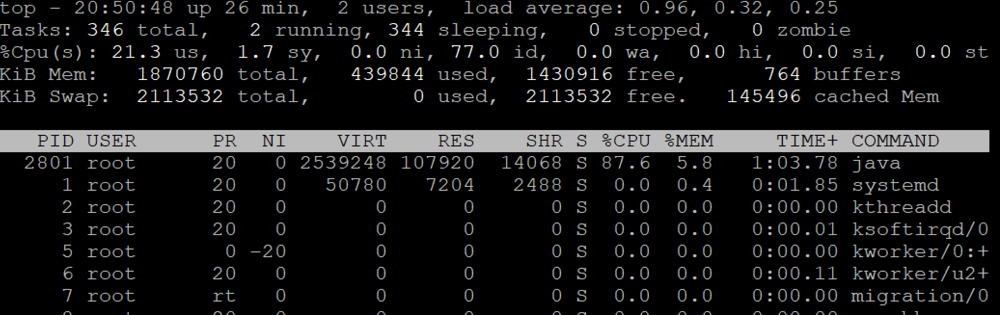 top - 20:50:48 up 26 min,  2 users,  load average: 0.96, 0.32, 0.25
Tasks: 346 total,   2 running, 344 sleeping,   0 stopped,   0 zombie
%Cpu(s): 21.3 us,  1.7 sy,  0.0 ni, 77.0 id,  0.0 wa,  0.0 hi,  0.0 si,  0.0 st
KiB Mem:   1870760 total,   439844 used,  1430916 free,      764 buffers
KiB Swap:  2113532 total,        0 used,  2113532 free.   145496 cached Mem
PID USER      PR  NI    VIRT    RES    SHR S %CPU %MEM     TIME+ COMMAND
2801 root      20   0 2539248 107920  14068 S 87.6  5.8   1:03.78 java
1 root      20   0   50780   7204   2488 S  0.0  0.4   0:01.85 systemd
2 root      20   0       0      0      0 S  0.0  0.0   0:00.00 kthreadd
3 root      20   0       0      0      0 S  0.0  0.0   0:00.01 ksoftirqd/0
5 root       0 -20       0      0      0 S  0.0  0.0   0:00.00 kworker/0:+
6 root      20   0       0      0      0 S  0.0  0.0   0:00.11 kworker/u2+
7 root      rt   0       0      0      0 S  0.0  0.0   0:00.00 migration/0